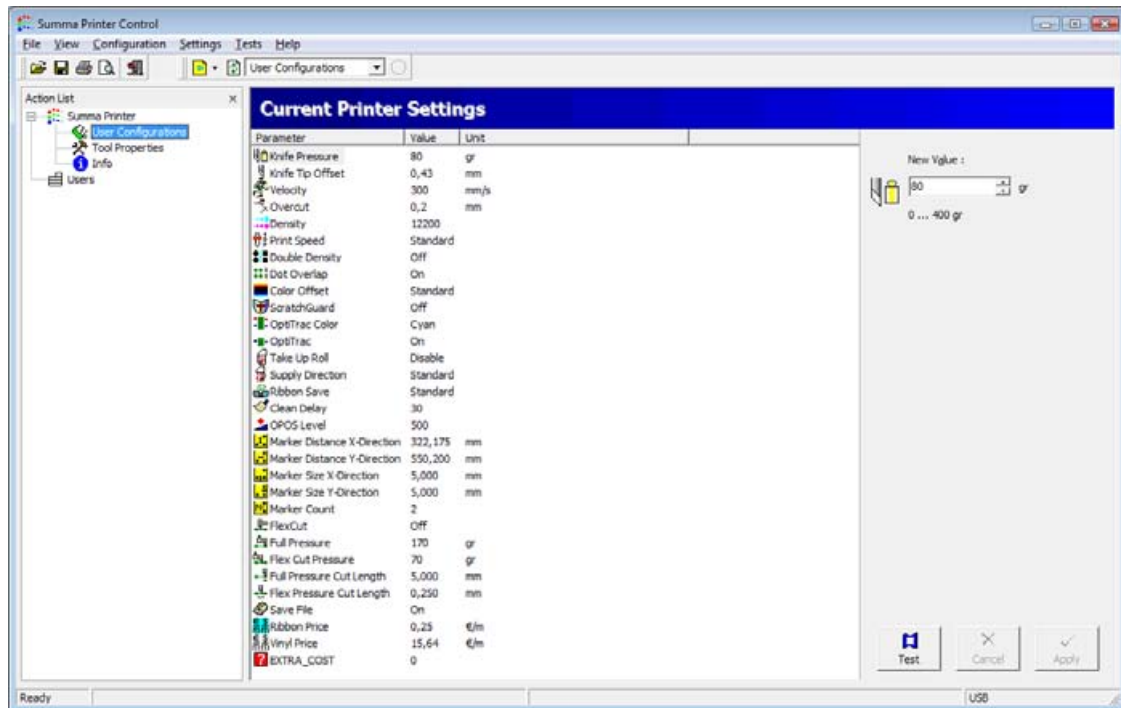 Summa Printer Control
File View Configuration Settings Tests Help
User Configurations
Action List
Summa Printer
User Configurations
Tool Properties
Info
Users
Current Printer Settings
Parameter Value Unit
Knife Pressure 80 gr
Knife Tip Offset 0,43 mm
Velocity 300 mm/s
Overcut 0,2 mm
Density 12200
Print Speed Standard
Double Density Off
Dot Overlap On
Color Offset Standard
ScratchGuard Off
OptiTrac Color Cyan
OptiTrac On
Take Up Roll Disable
Supply Direction Standard
Ribbon Save Standard
Clean Delay 30
OPOS Level 500
Marker Distance X-Direction 322,175 mm
Marker Distance Y-Direction 550,200 mm
Marker Size X-Direction 5,000 mm
Marker Size Y-Direction 5,000 mm
Marker Count 2
FlexCut Off
Full Pressure 170 gr
Flex Cut Pressure 70 gr
Full Pressure Cut Length 5,000 mm
Flex Pressure Cut Length 0,250 mm
Save File On
Ribbon Price 0,25 €/m
Vinyl Price 15,64 €/m
EXTRA_COST 0
New Value :
80 gr
0 ... 400 gr
Test Cancel Apply
Ready USB